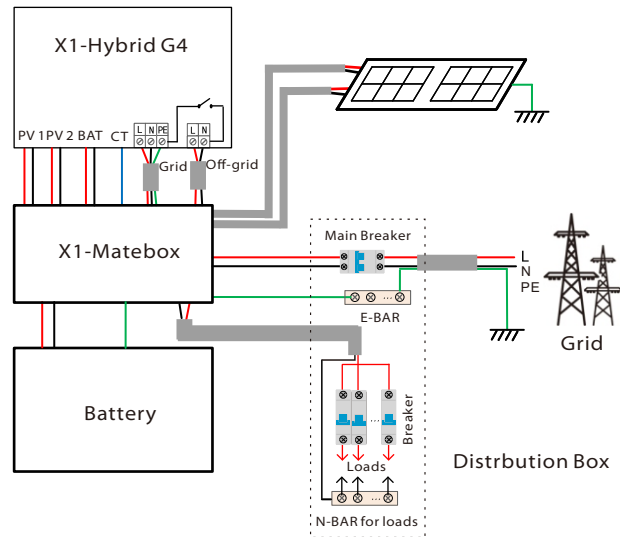 X1-Hybrid G4
PV 1 PV 2 BAT CT
L N PE
L N
Grid
Off-grid
X1-Matebox
Main Breaker
L
N
PE
E-BAR
Grid
Battery
Breaker
...
...
...
Loads
Distrbution Box
N-BAR for loads